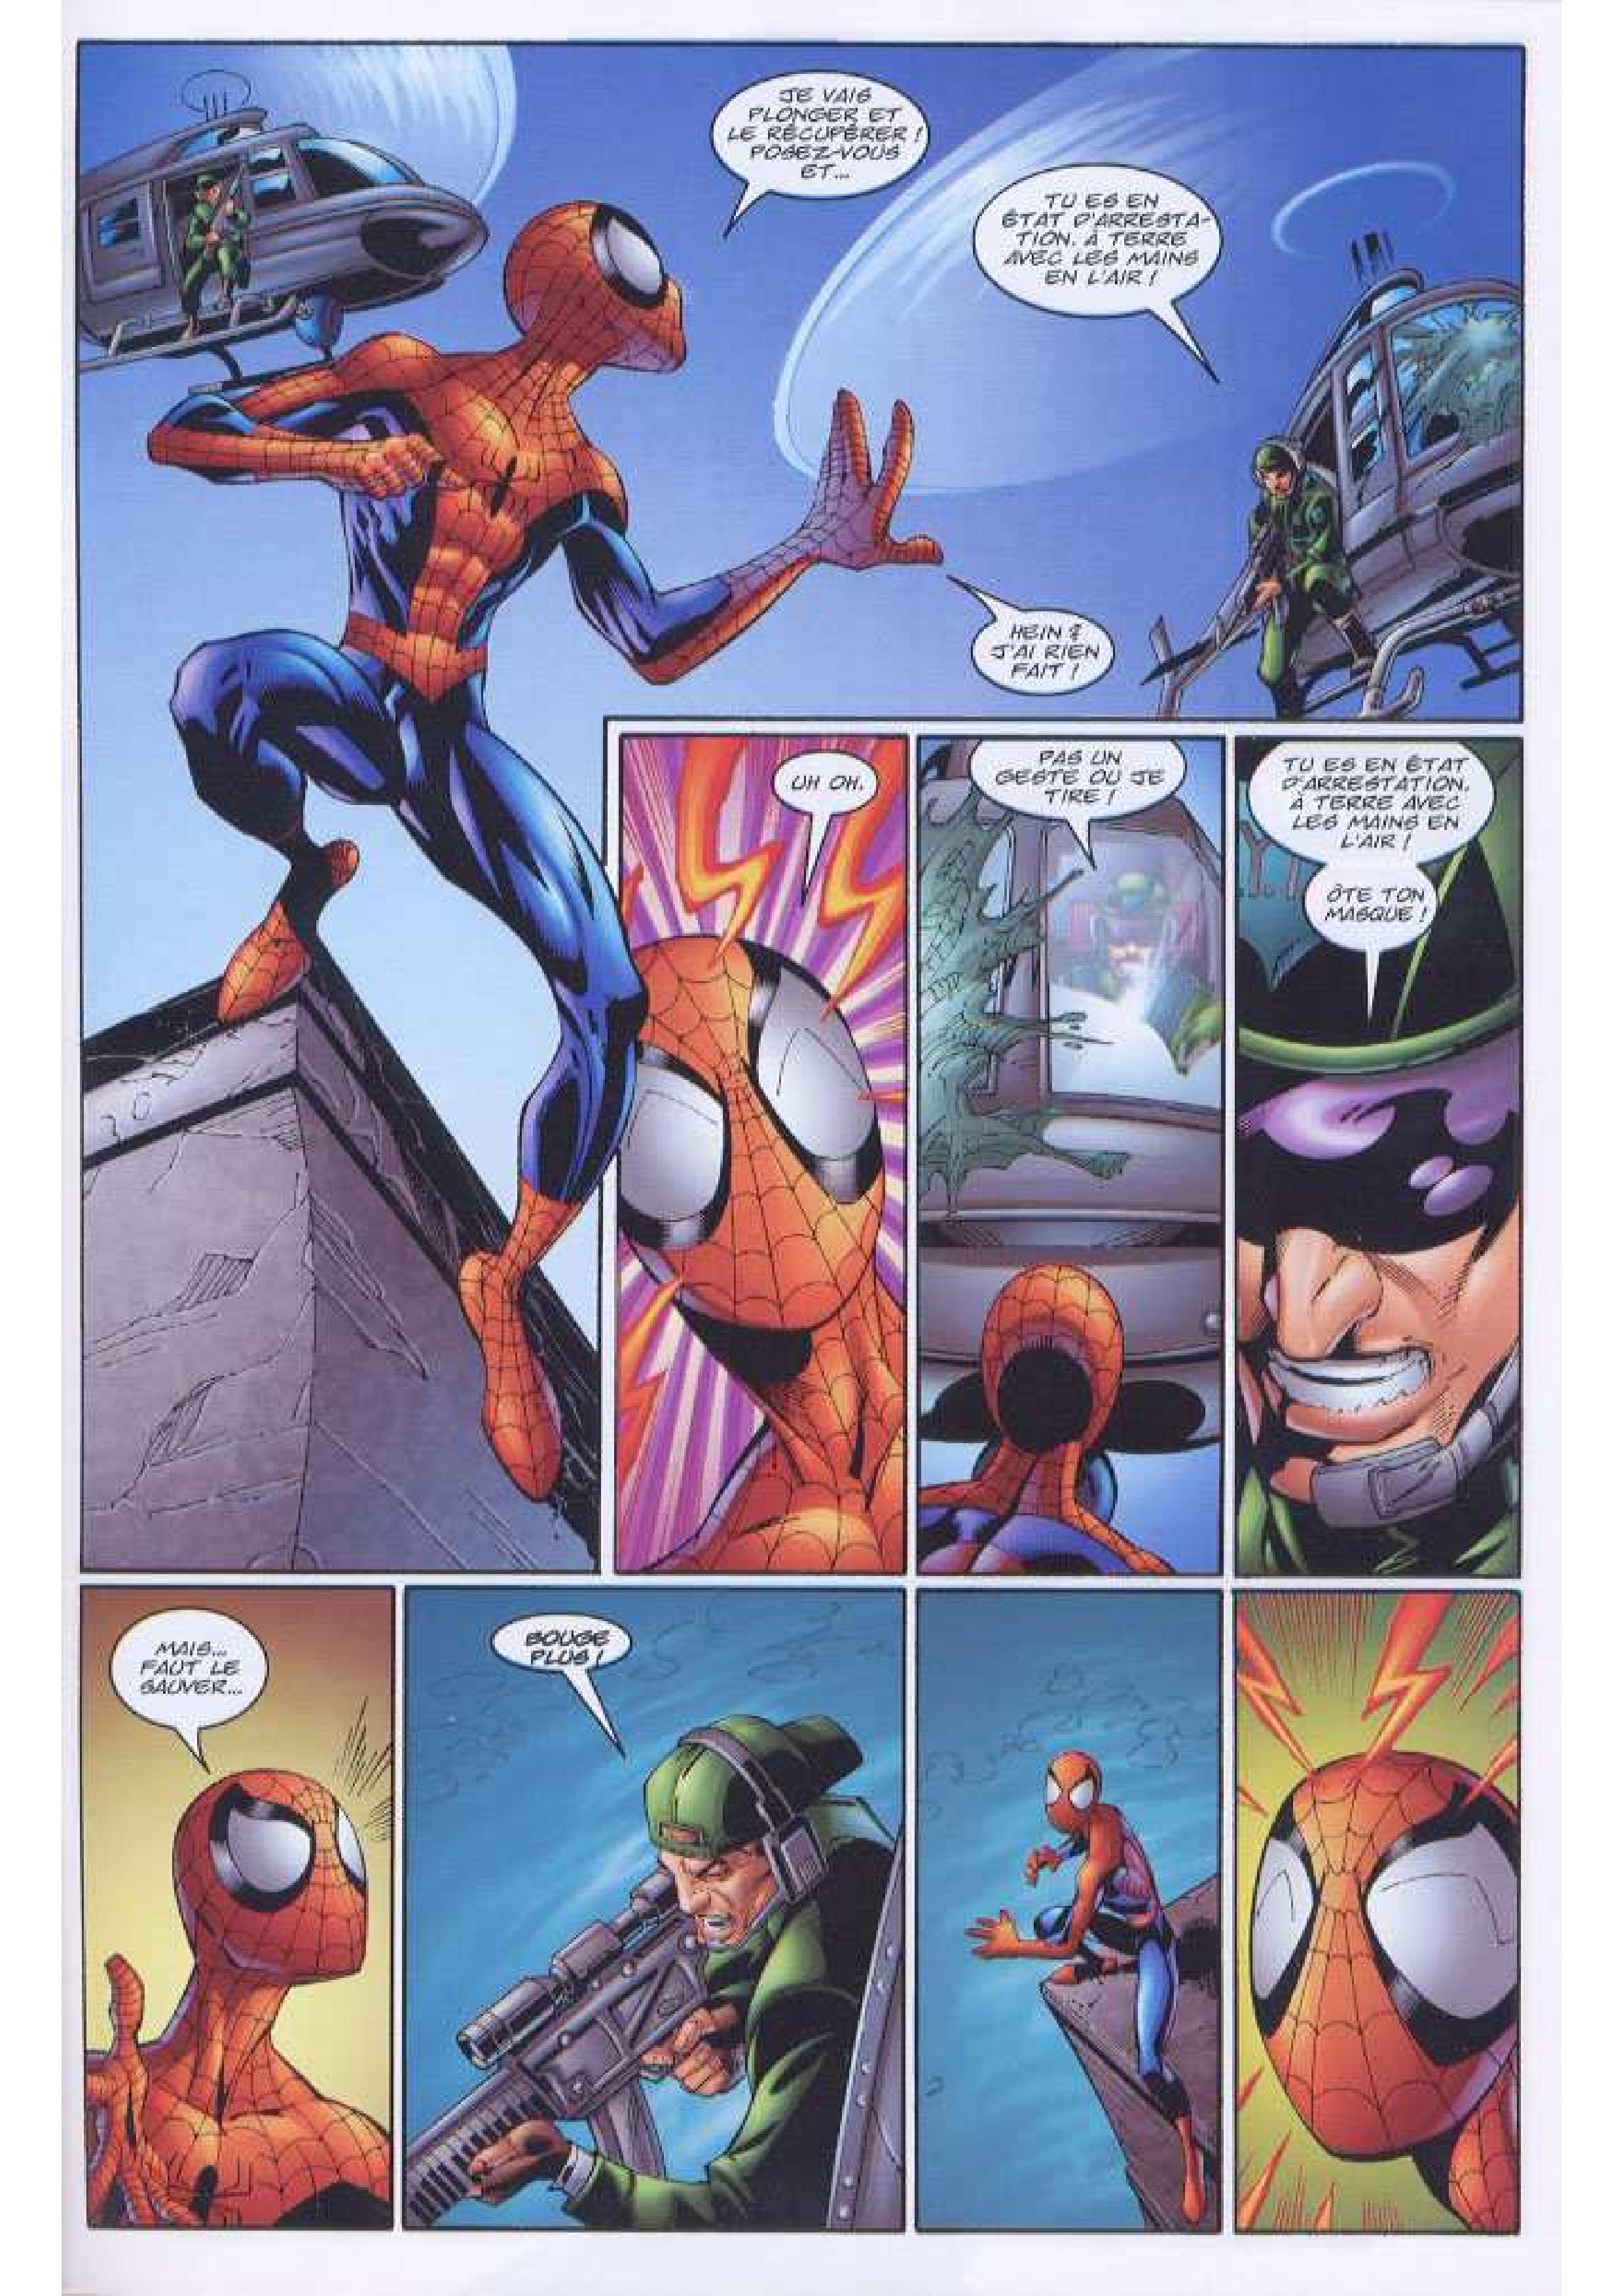 JE VAIS
PLONGER ET
LE RÉCUPÉRER !
POSEZ-VOUS
ET...
TU ES EN
ÉTAT D'ARRESTA-
TION. À TERRE
AVEC LES MAINS
EN L'AIR !
HEIN ?
J'AI RIEN
FAIT !
UH OH.
PAS UN
GESTE OU JE
TIRE !
TU ES EN ÉTAT
D'ARRESTATION.
À TERRE AVEC
LES MAINS EN
L'AIR !
ÔTE TON
MASQUE !
MAIS...
FAUT LE
SAUVER...
BOUGE
PLUS !